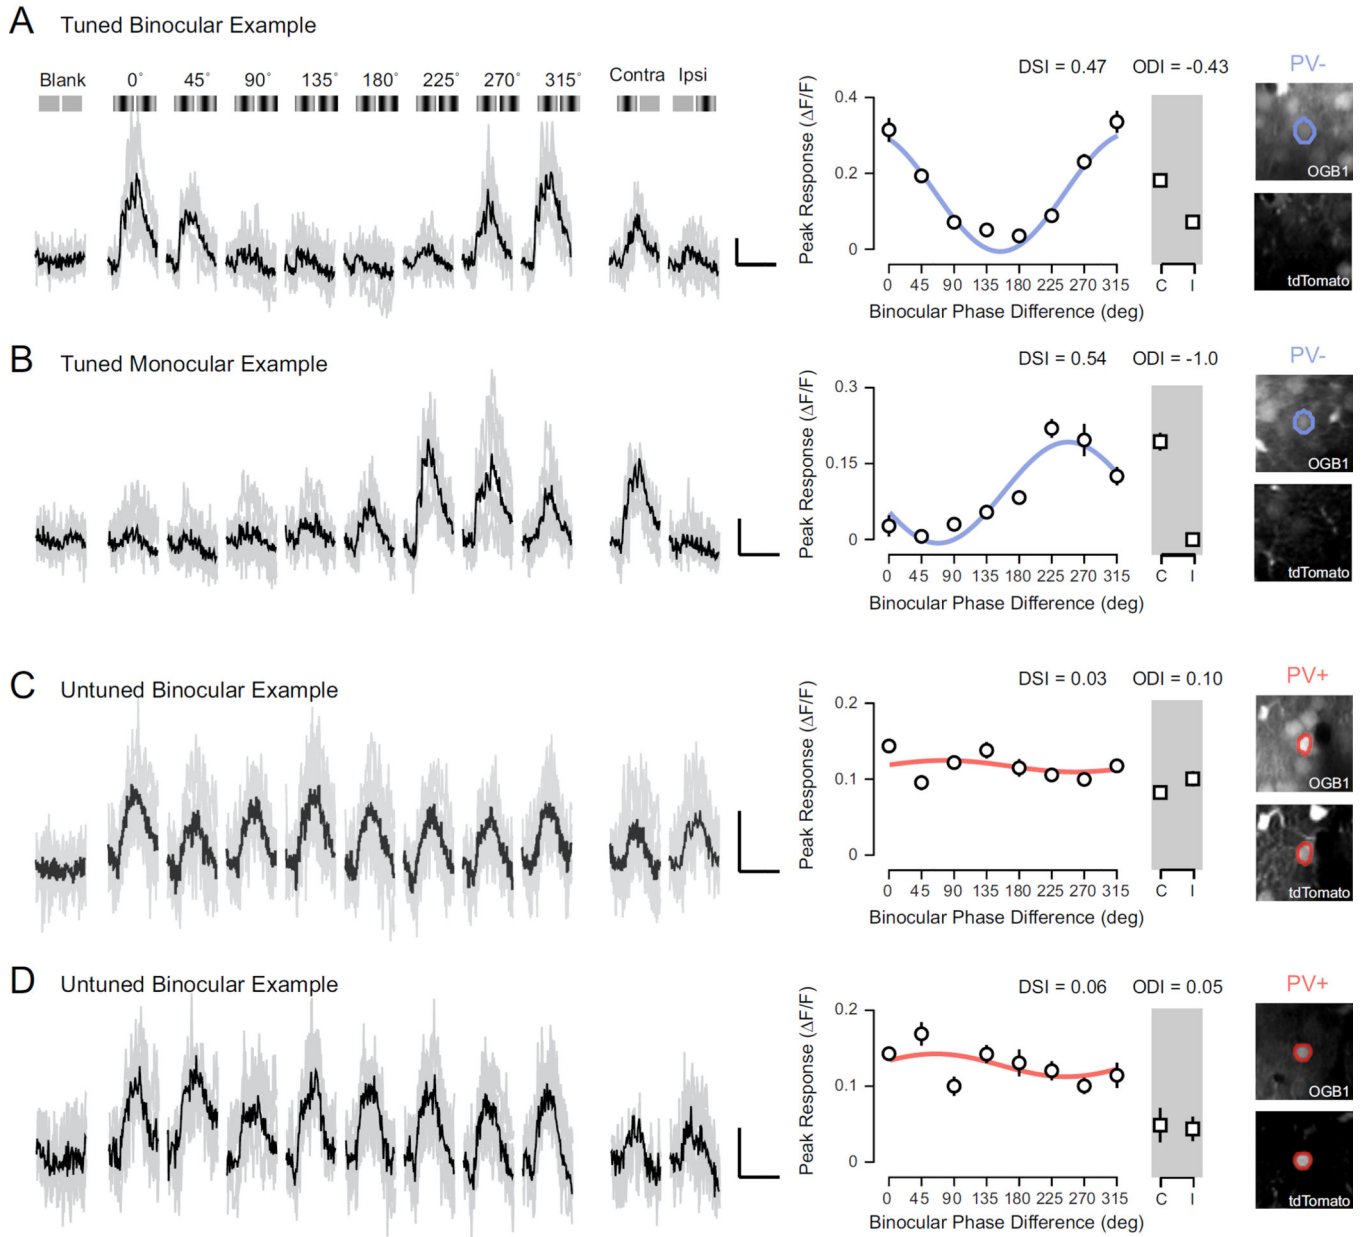 A Tuned Binocular Example
Blank 0° 45° 90° 135° 180° 225° 270° 315° Contra Ipsi
DSI = 0.47 ODI = -0.43
PV-
Peak Response (ΔF/F)
0.4
0.2
0
0 45 90 135 180 225 270 315
C I
Binocular Phase Difference (deg)
OGB1
tdTomato
B Tuned Monocular Example
DSI = 0.54 ODI = -1.0
PV-
Peak Response (ΔF/F)
0.3
0.15
0
0 45 90 135 180 225 270 315
C I
Binocular Phase Difference (deg)
OGB1
tdTomato
C Untuned Binocular Example
DSI = 0.03 ODI = 0.10
PV+
Peak Response (ΔF/F)
0.2
0.1
0
0 45 90 135 180 225 270 315
C I
Binocular Phase Difference (deg)
OGB1
tdTomato
D Untuned Binocular Example
DSI = 0.06 ODI = 0.05
PV+
Peak Response (ΔF/F)
0.2
0.1
0
0 45 90 135 180 225 270 315
C I
Binocular Phase Difference (deg)
OGB1
tdTomato